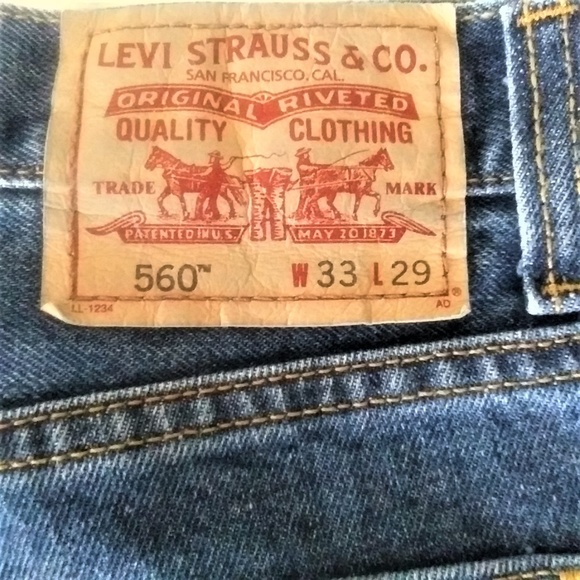 LEVI STRAUSS & CO.
SAN FRANCISCO, CAL.
ORIGINAL RIVETED
QUALITY CLOTHING
TRADE MARK
PATENTED IN U.S. MAY 20 1873
560™ W 33 L 29
LL-1234 AD ®